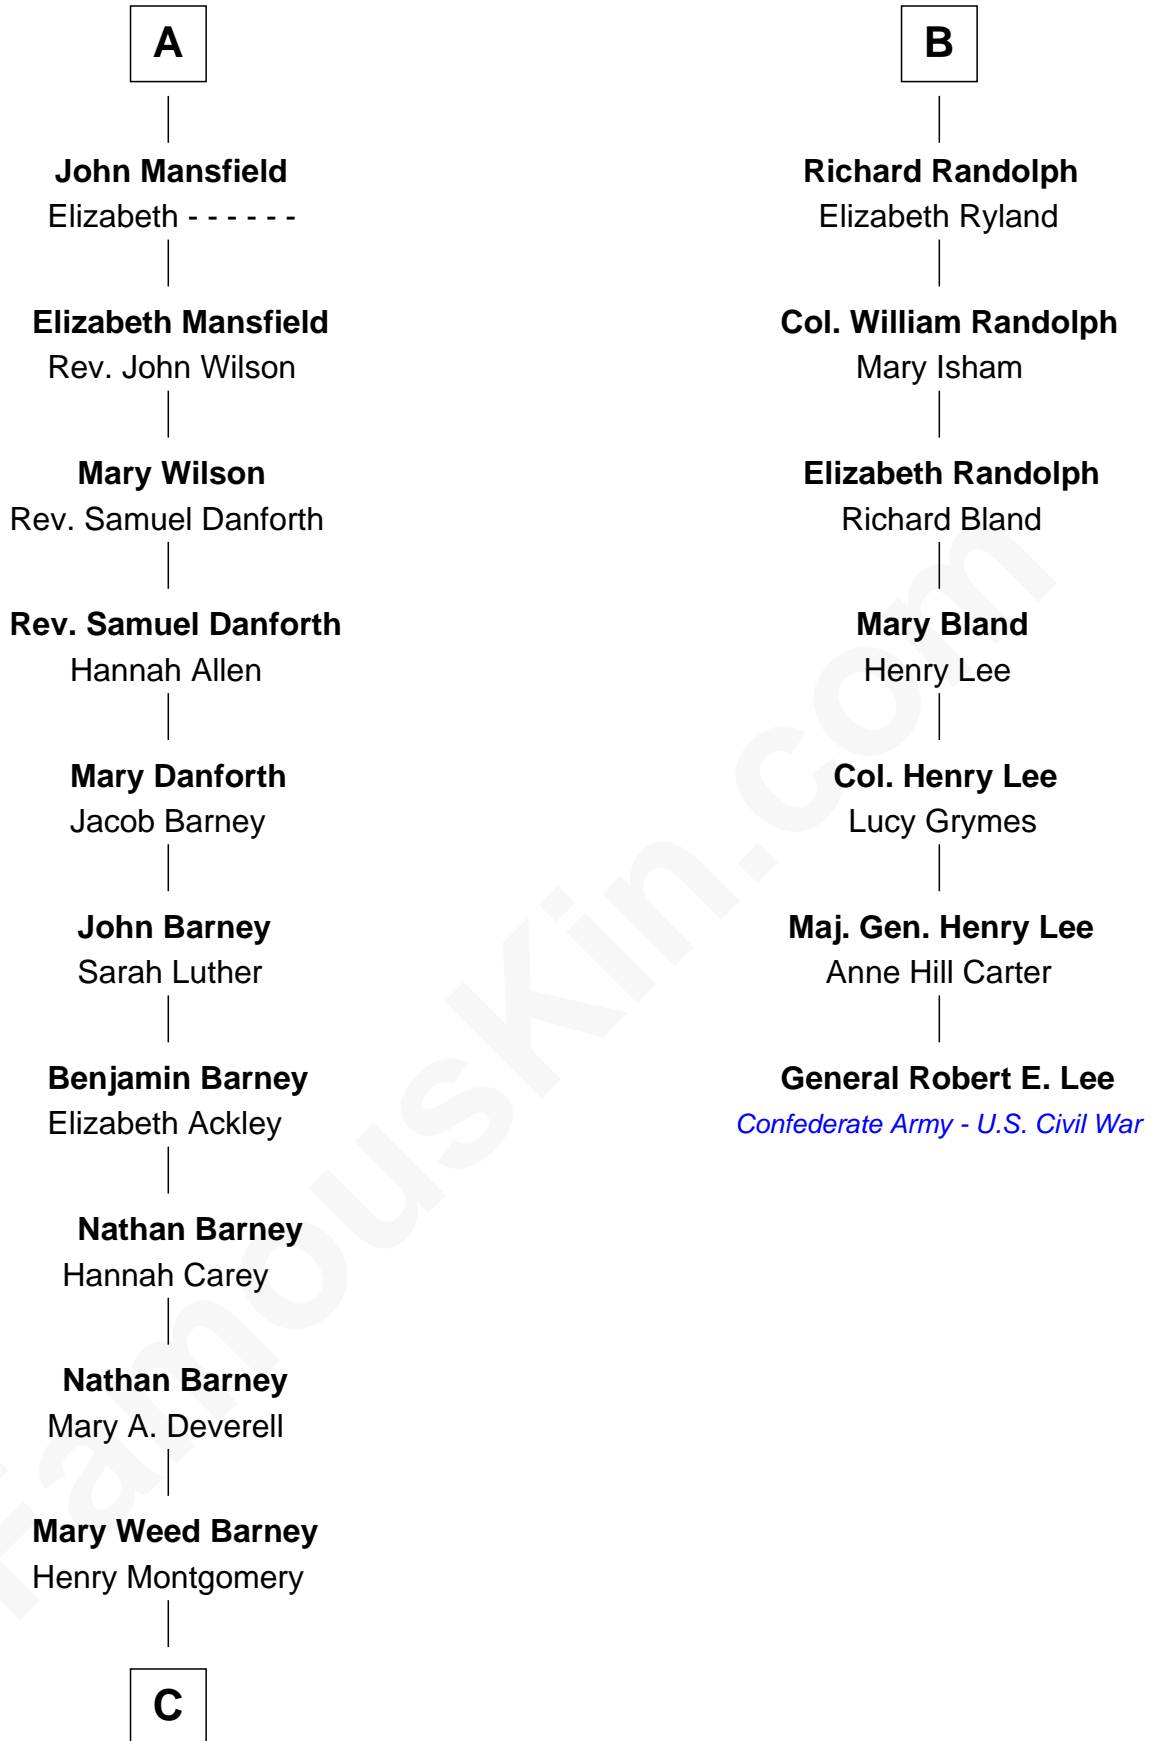 A
John Mansfield
Elizabeth - - - - - -
Elizabeth Mansfield
Rev. John Wilson
Mary Wilson
Rev. Samuel Danforth
Rev. Samuel Danforth
Hannah Allen
Mary Danforth
Jacob Barney
John Barney
Sarah Luther
Benjamin Barney
Elizabeth Ackley
Nathan Barney
Hannah Carey
Nathan Barney
Mary A. Deverell
Mary Weed Barney
Henry Montgomery
C
B
Richard Randolph
Elizabeth Ryland
Col. William Randolph
Mary Isham
Elizabeth Randolph
Richard Bland
Mary Bland
Henry Lee
Col. Henry Lee
Lucy Grymes
Maj. Gen. Henry Lee
Anne Hill Carter
General Robert E. Lee
Confederate Army - U.S. Civil War
FamousKin.com